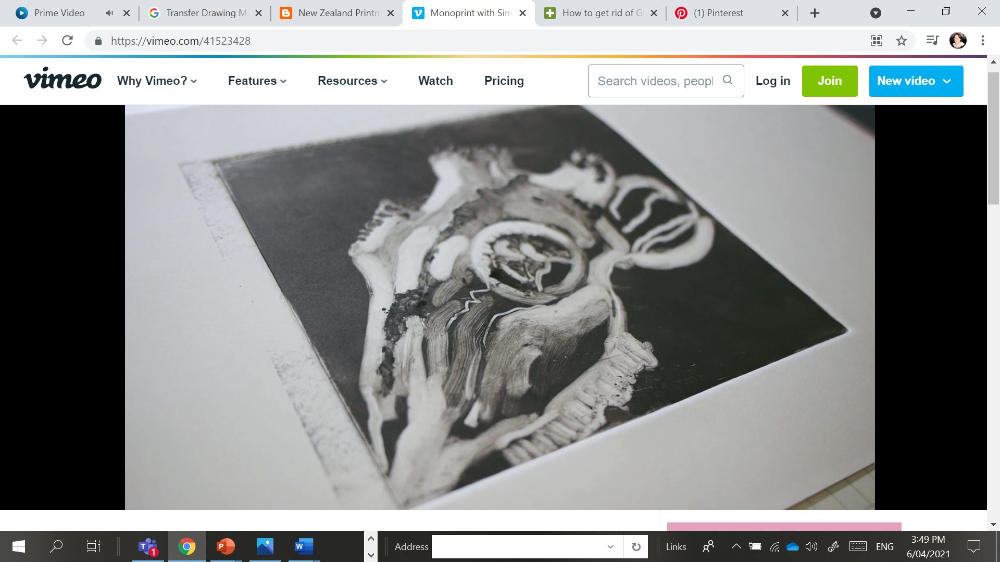 Prime Video
Transfer Drawing Mo
New Zealand Printm
Monoprint with Sim
How to get rid of G
(1) Pinterest
https://vimeo.com/41523428
vimeo
Why Vimeo?
Features
Resources
Watch
Pricing
Search videos, peopl
Log in
Join
New video
T
1
P
W
Address
Links
ENG
3:49 PM
6/04/2021